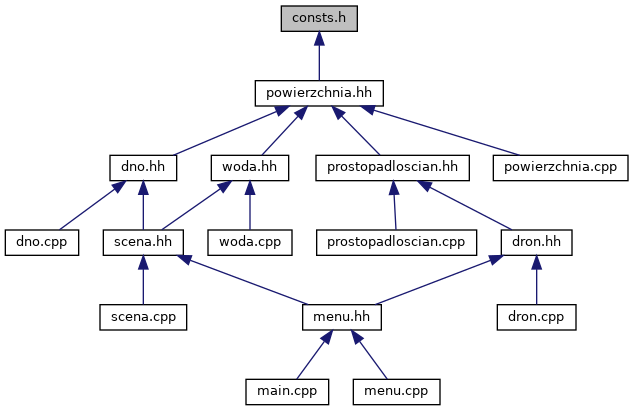 consts.h
powierzchnia.hh
dno.hh
woda.hh
prostopadloscian.hh
powierzchnia.cpp
dno.cpp
scena.hh
woda.cpp
prostopadloscian.cpp
dron.hh
scena.cpp
menu.hh
dron.cpp
main.cpp
menu.cpp